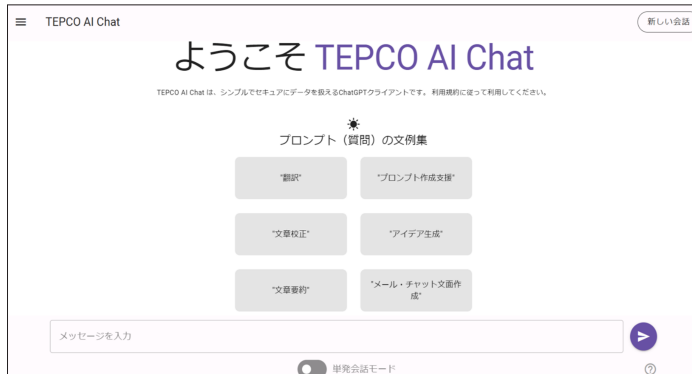 TEPCO AI Chat
新しい会話
ようこそ TEPCO AI Chat
TEPCO AI Chat は、シンプルでセキュアにデータを扱えるChatGPTクライアントです。 利用規約に従って利用してください。
プロンプト（質問）の文例集
"翻訳"
"プロンプト作成支援"
"文章校正"
"アイデア生成"
"文章要約"
"メール・チャット文面作
成"
メッセージを入力
単発会話モード